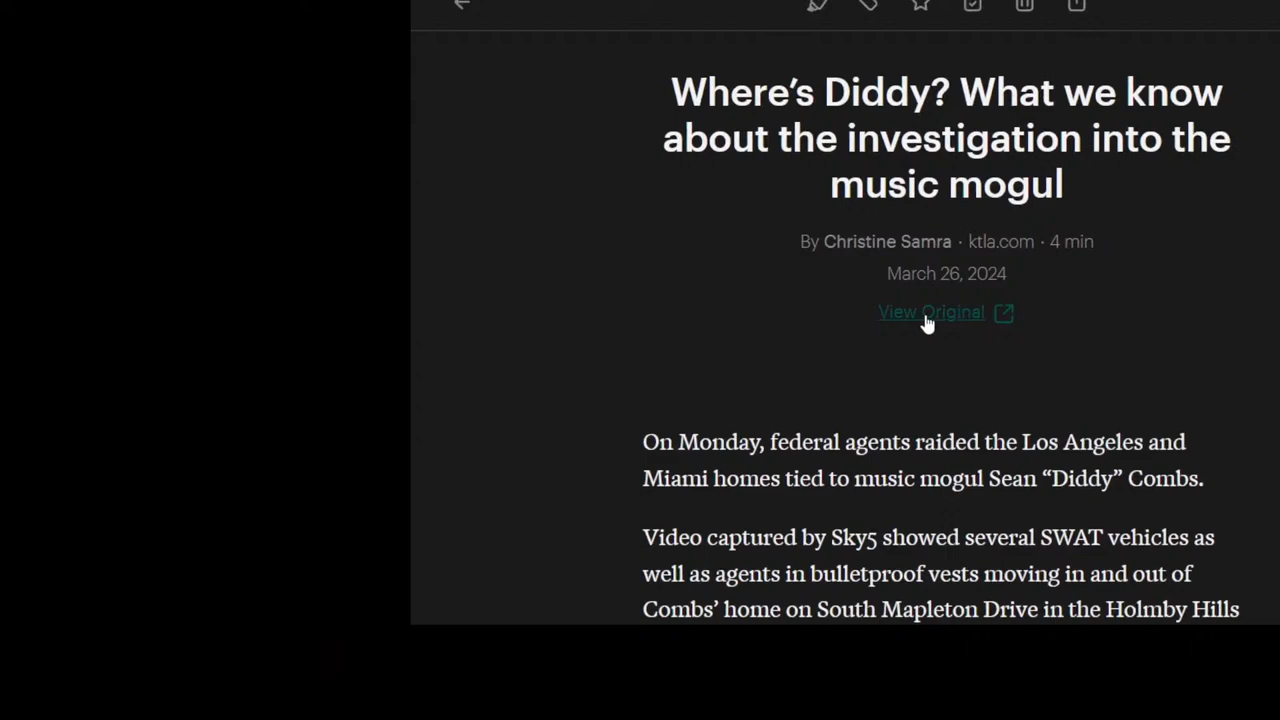 Where’s Diddy? What we know
about the investigation into the
music mogul
By Christine Samra · ktla.com · 4 min
March 26, 2024
View Original
On Monday, federal agents raided the Los Angeles and
Miami homes tied to music mogul Sean “Diddy” Combs.
Video captured by Sky5 showed several SWAT vehicles as
well as agents in bulletproof vests moving in and out of
Combs’ home on South Mapleton Drive in the Holmby Hills